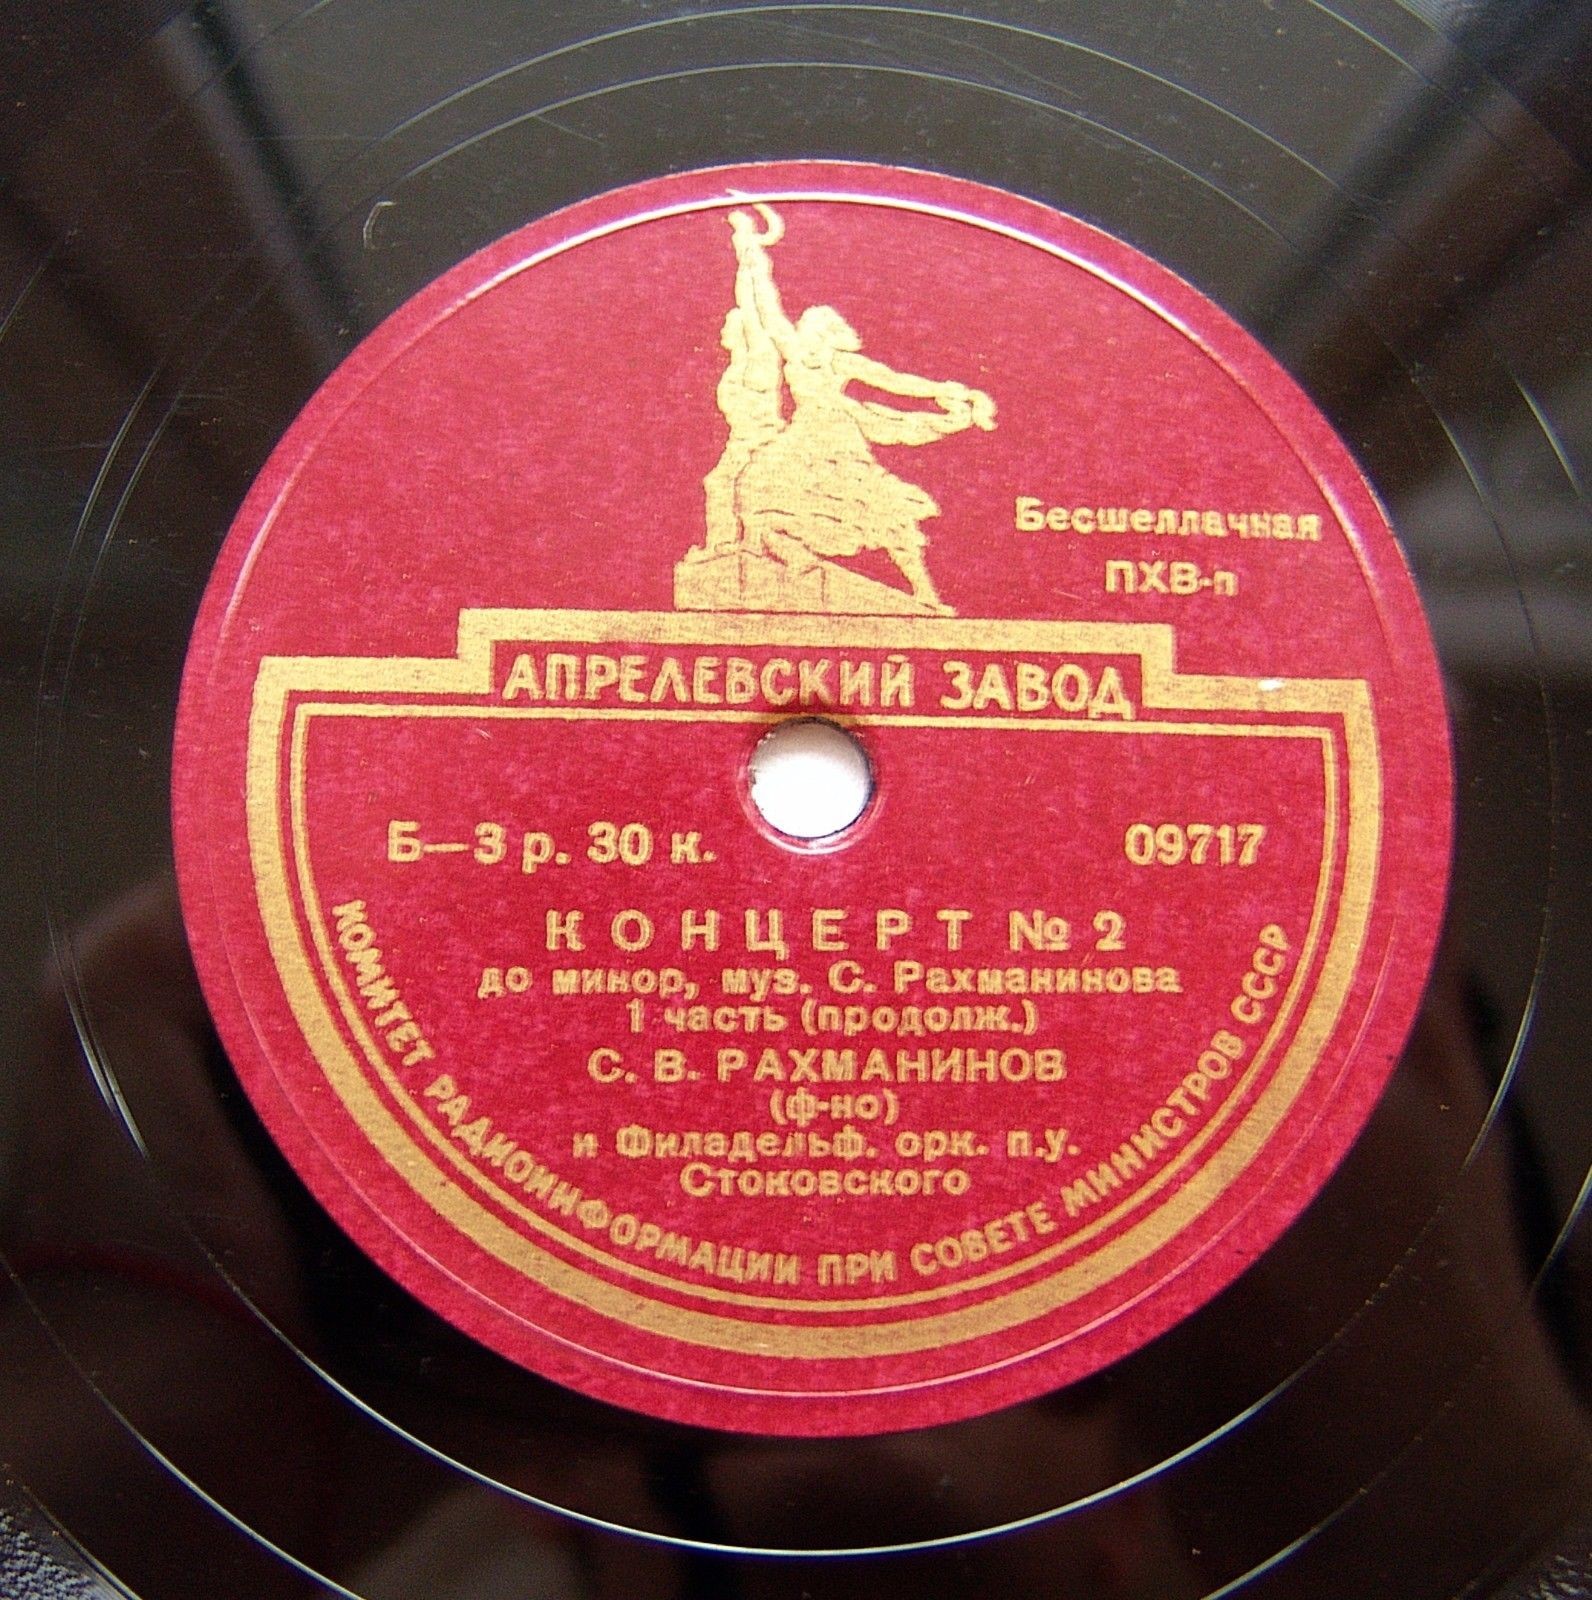 Бесшеллачная
ПХВ-п
АПРЕЛЕВСКИЙ ЗАВОД
Б—3 р. 30 к.
09717
КОНЦЕРТ № 2
до минор, муз. С. Рахманинова
1 часть (продолж.)
С. В. РАХМАНИНОВ
(ф-но)
и Филадельф. орк. п.у.
Стоковского
КОМИТЕТ РАДИОИНФОРМАЦИИ ПРИ СОВЕТЕ МИНИСТРОВ СССР